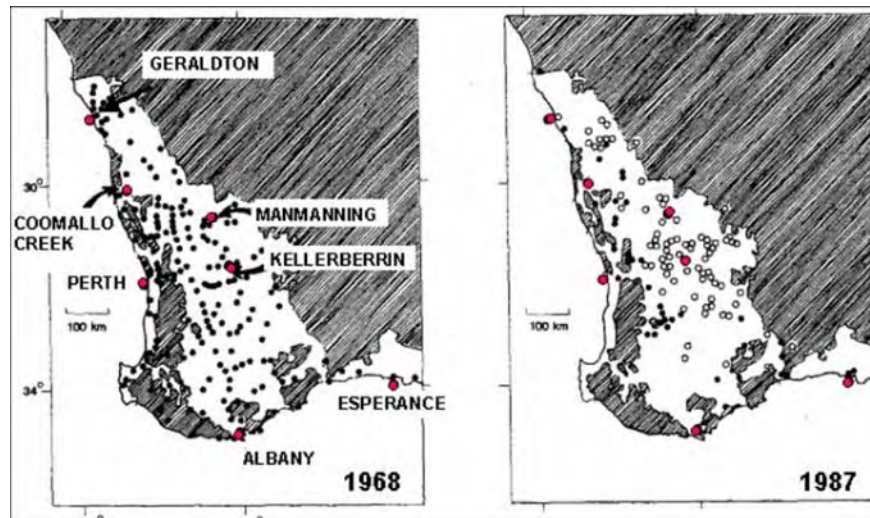 GERALDTON
30°
COOMALLO
CREEK
MANMANNING
KELLERBERRIN
PERTH
100 km
34°
ESPERANCE
ALBANY
1968
100 km
1987